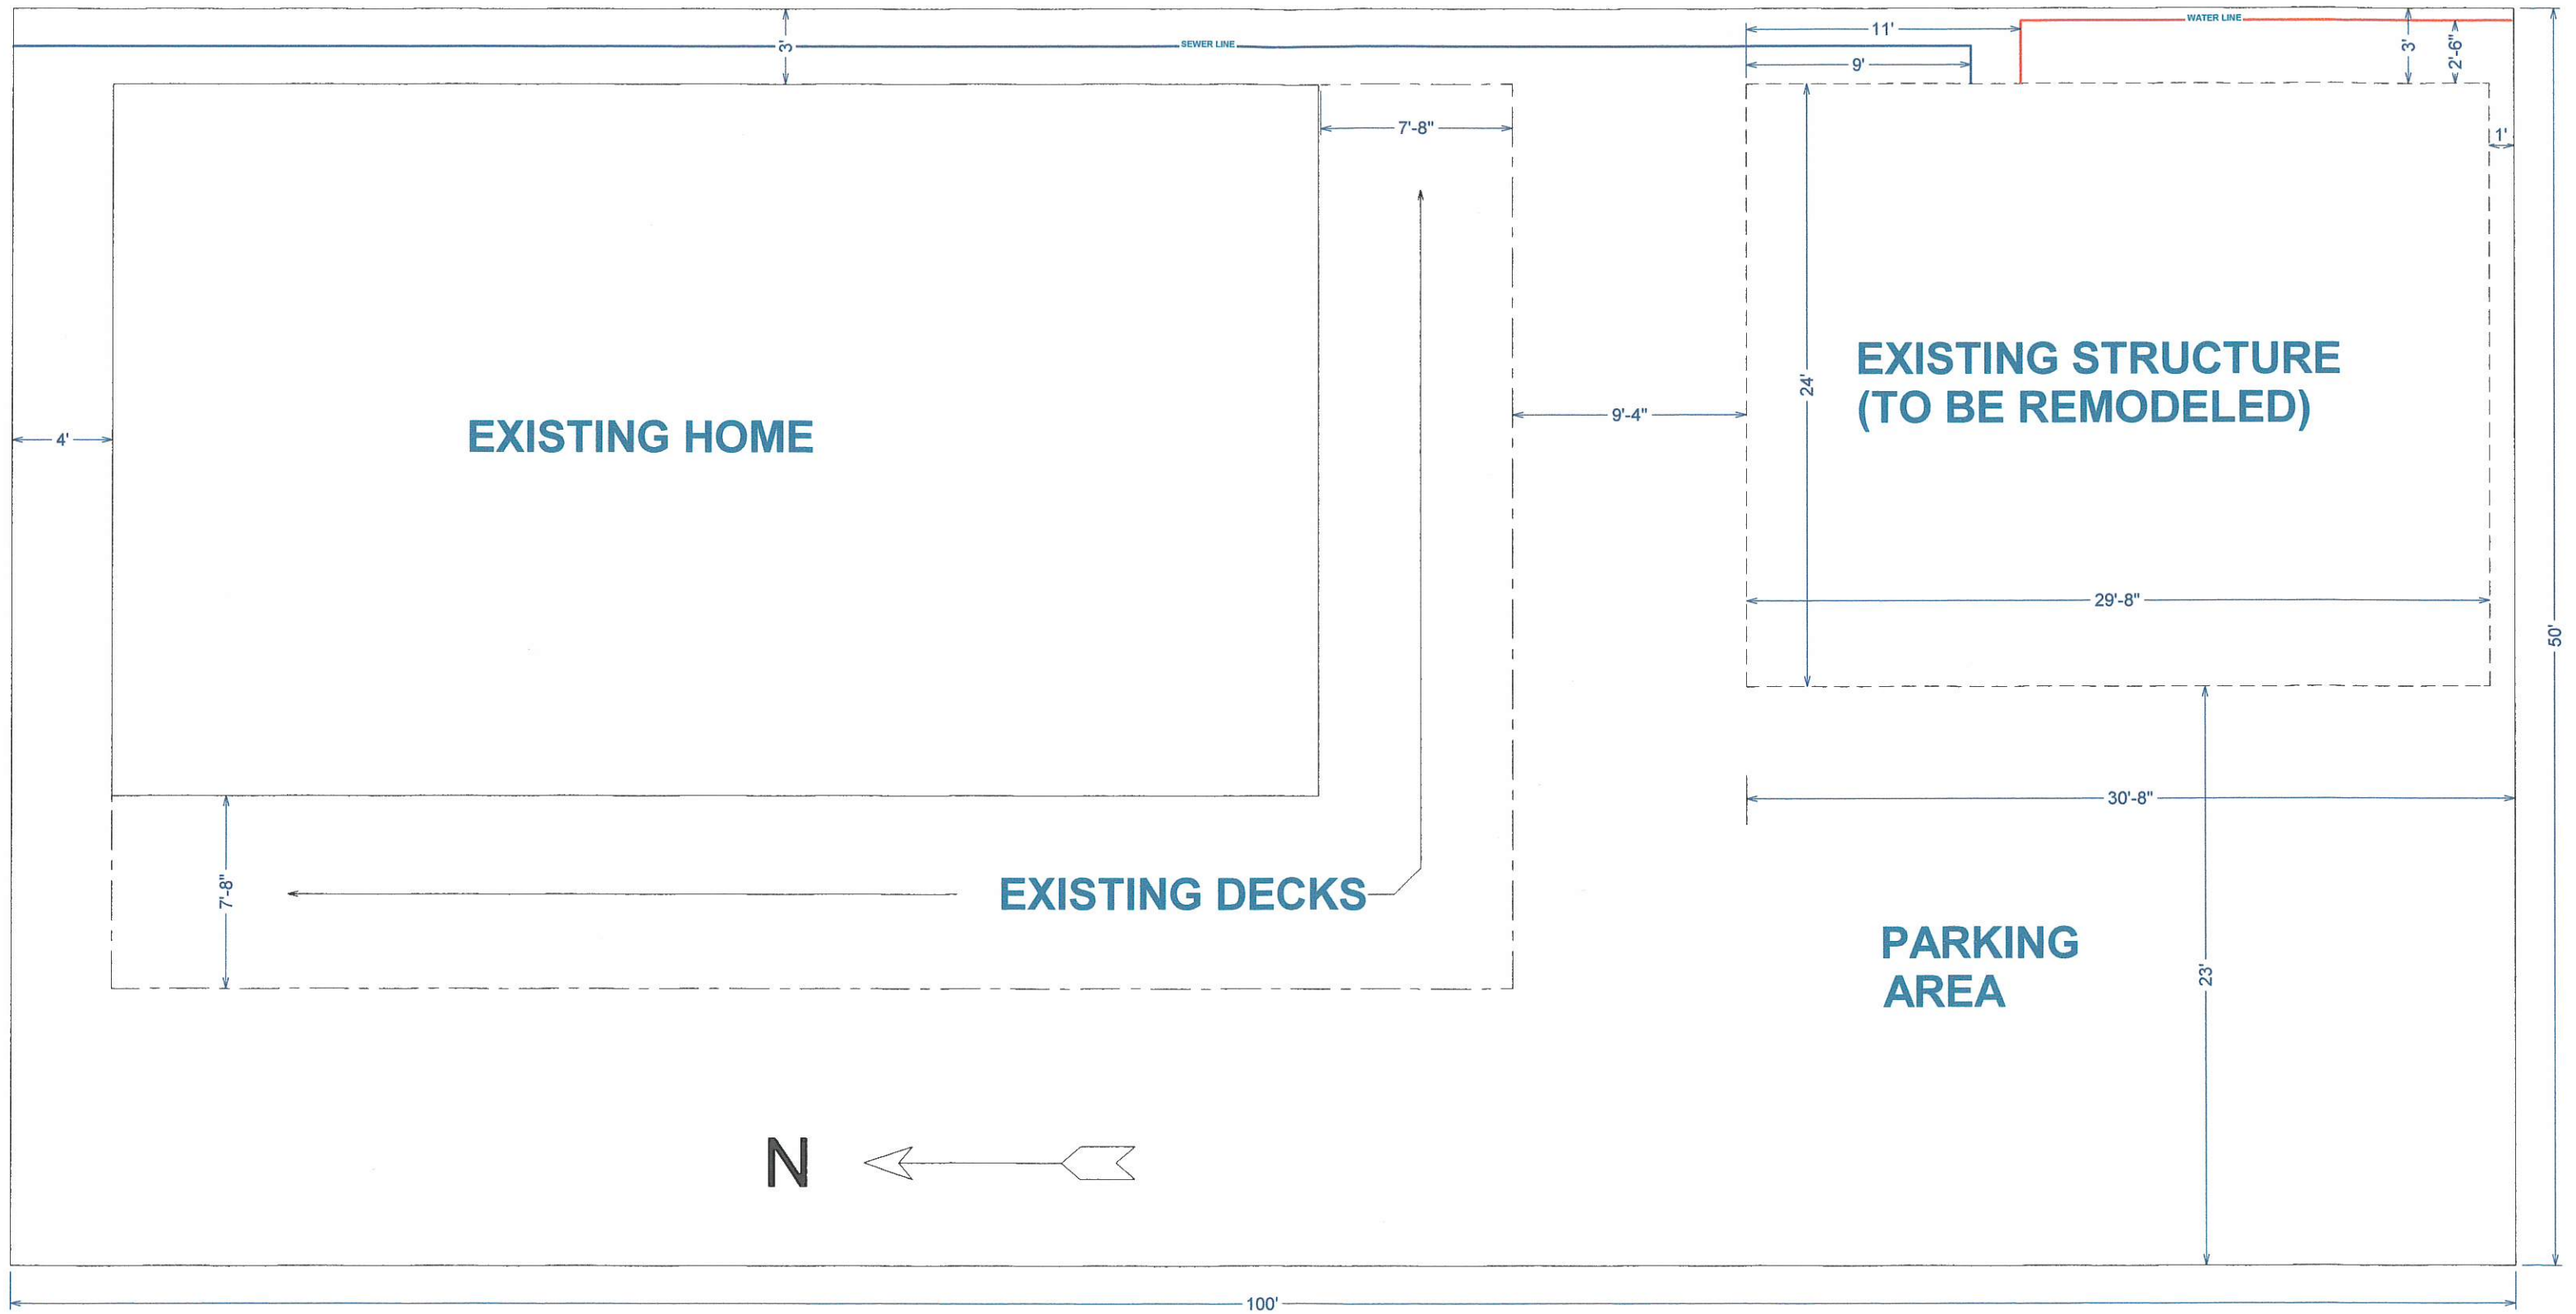 WATER LINE
11'
SEWER LINE
3'
3'
2'-6"
9'
7'-8"
1'
24'
EXISTING STRUCTURE
(TO BE REMODELED)
9'-4"
EXISTING HOME
4'
29'-8"
50'
30'-8"
7'-8"
EXISTING DECKS
PARKING
AREA
23'
N
100'